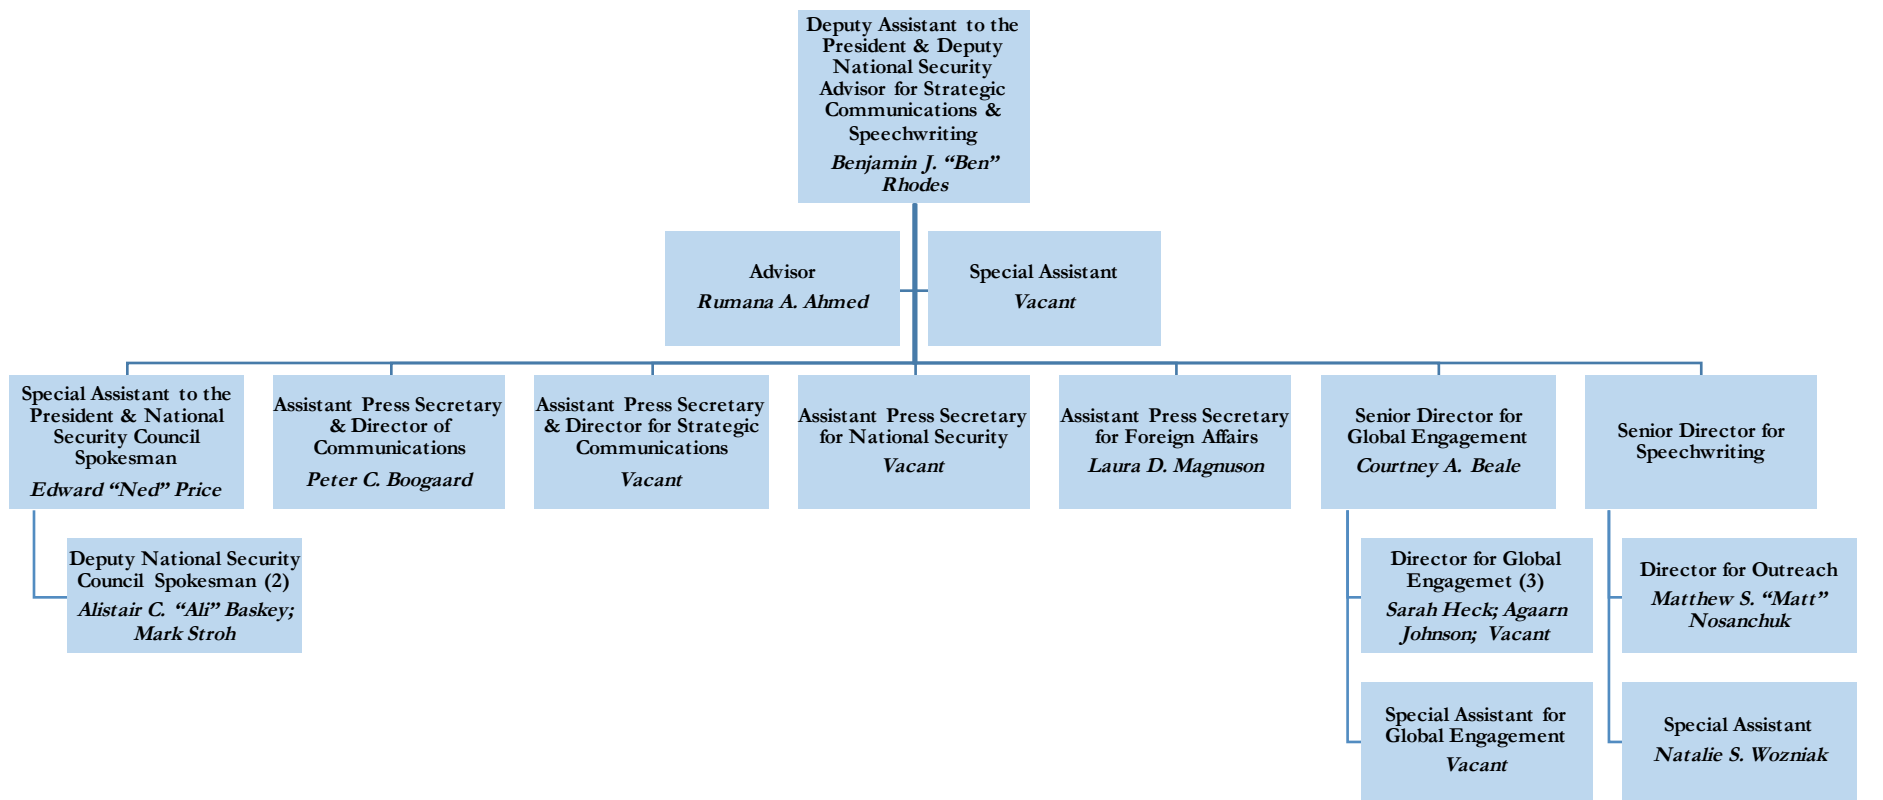 Deputy Assistant to the
President & Deputy
National Security
Advisor for Strategic
Communications &
Speechwriting
Benjamin J. “Ben”
Rhodes
Advisor
Rumana A. Ahmed
Special Assistant
Vacant
Special Assistant to the
President & National
Security Council
Spokesman
Edward “Ned” Price
Assistant Press Secretary
& Director of
Communications
Peter C. Boogaard
Assistant Press Secretary
& Director for Strategic
Communications
Vacant
Assistant Press Secretary
for National Security
Vacant
Assistant Press Secretary
for Foreign Affairs
Laura D. Magnuson
Senior Director for
Global Engagement
Courtney A. Beale
Senior Director for
Speechwriting
Deputy National Security
Council Spokesman (2)
Alistair C. “Ali” Baskey;
Mark Stroh
Director for Global
Engagemet (3)
Sarah Heck; Agaarn
Johnson; Vacant
Director for Outreach
Matthew S. “Matt”
Nosanchuk
Special Assistant for
Global Engagement
Vacant
Special Assistant
Natalie S. Wozniak